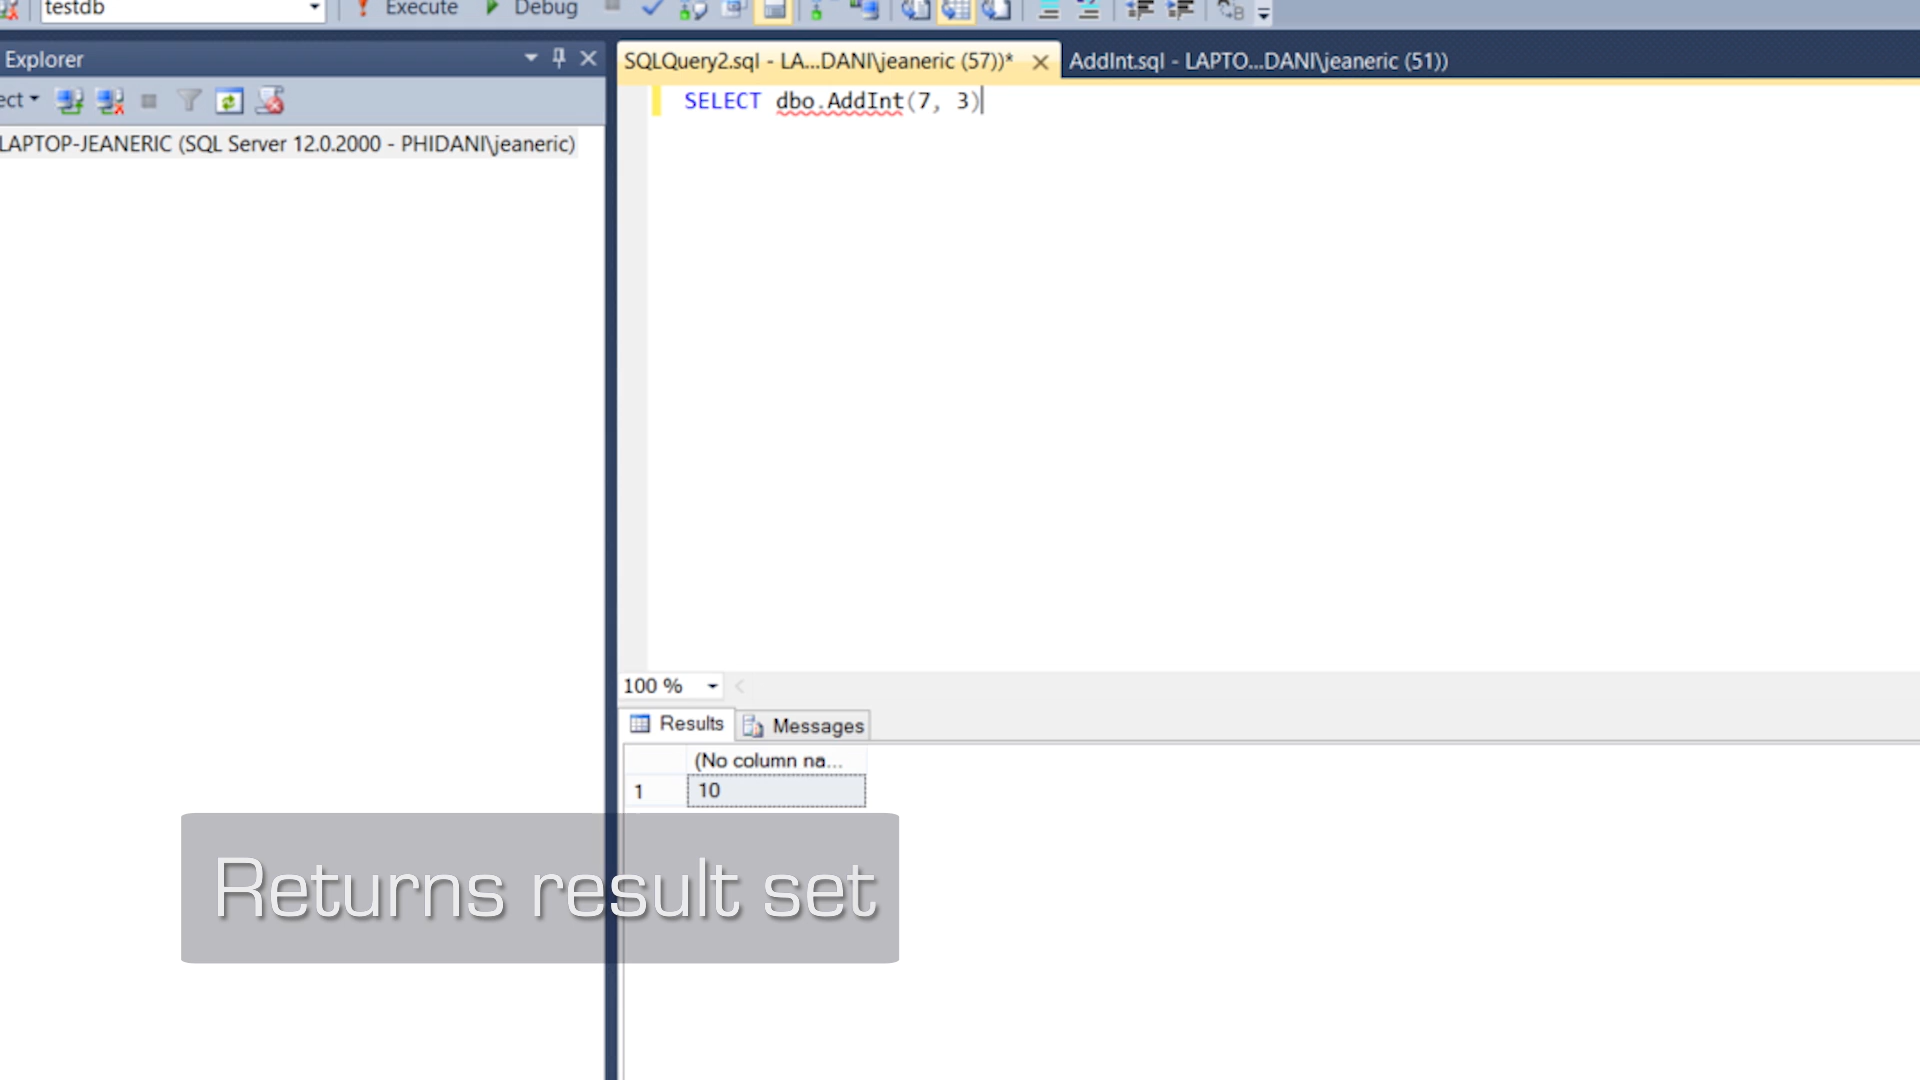 testdb
Execute
Debug
Explorer
SQLQuery2.sql - LA...DANI\jeaneric (57))*
AddInt.sql - LAPTO...DANI\jeaneric (51))
ect
SELECT dbo.AddInt(7, 3)
LAPTOP-JEANERIC (SQL Server 12.0.2000 - PHIDANI\jeaneric)
100 %
Results
Messages
(No column na...
1
10
Returns result set